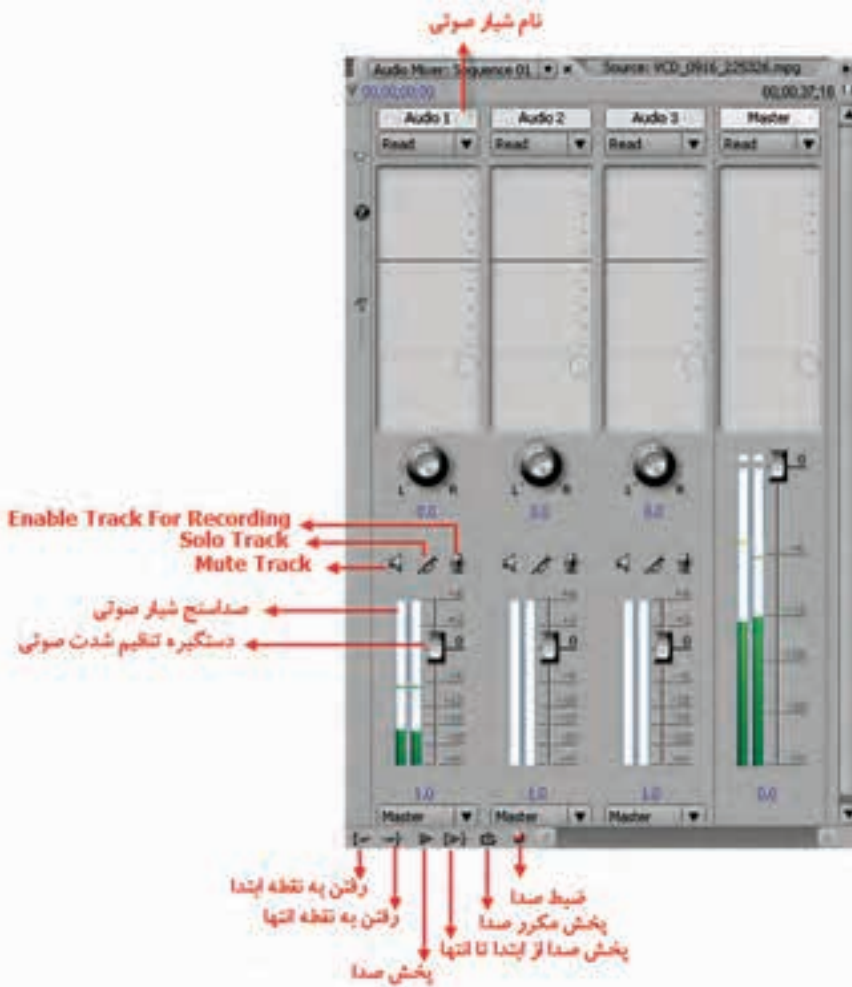 نام شیار صوتی
Audio Mixer: Sequence 01 Source: VCD_0916_225326.mpg
00;00;00;00 00;00;37;18
Audio 1 Audio 2 Audio 3 Master
Read Read Read Read
0
L R L R L R
0.0 0.0 0.0
Enable Track For Recording
Solo Track
Mute Track
صداسنج شیار صوتی
دستگیره تنظیم شدت صوتی
0 0 0
1.0 1.0 1.0 0.0
Master Master Master
رفتن به نقطه ابتدا
رفتن به نقطه انتها
پخش صدا
ضبط صدا
پخش مکرر صدا
پخش صدا از ابتدا تا انتها